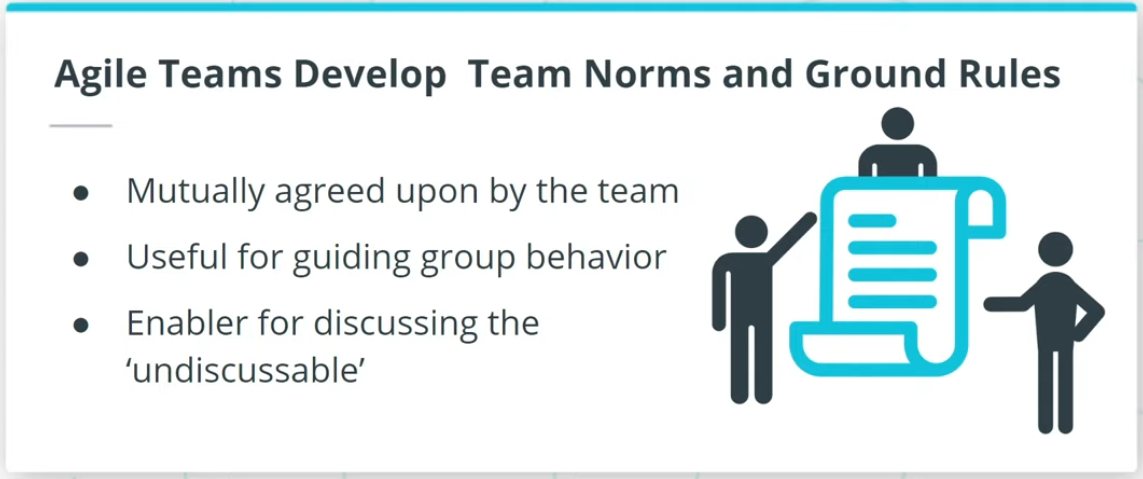 Agile Teams Develop  Team Norms and Ground Rules
● Mutually agreed upon by the team
● Useful for guiding group behavior
● Enabler for discussing the
‘undiscussable’